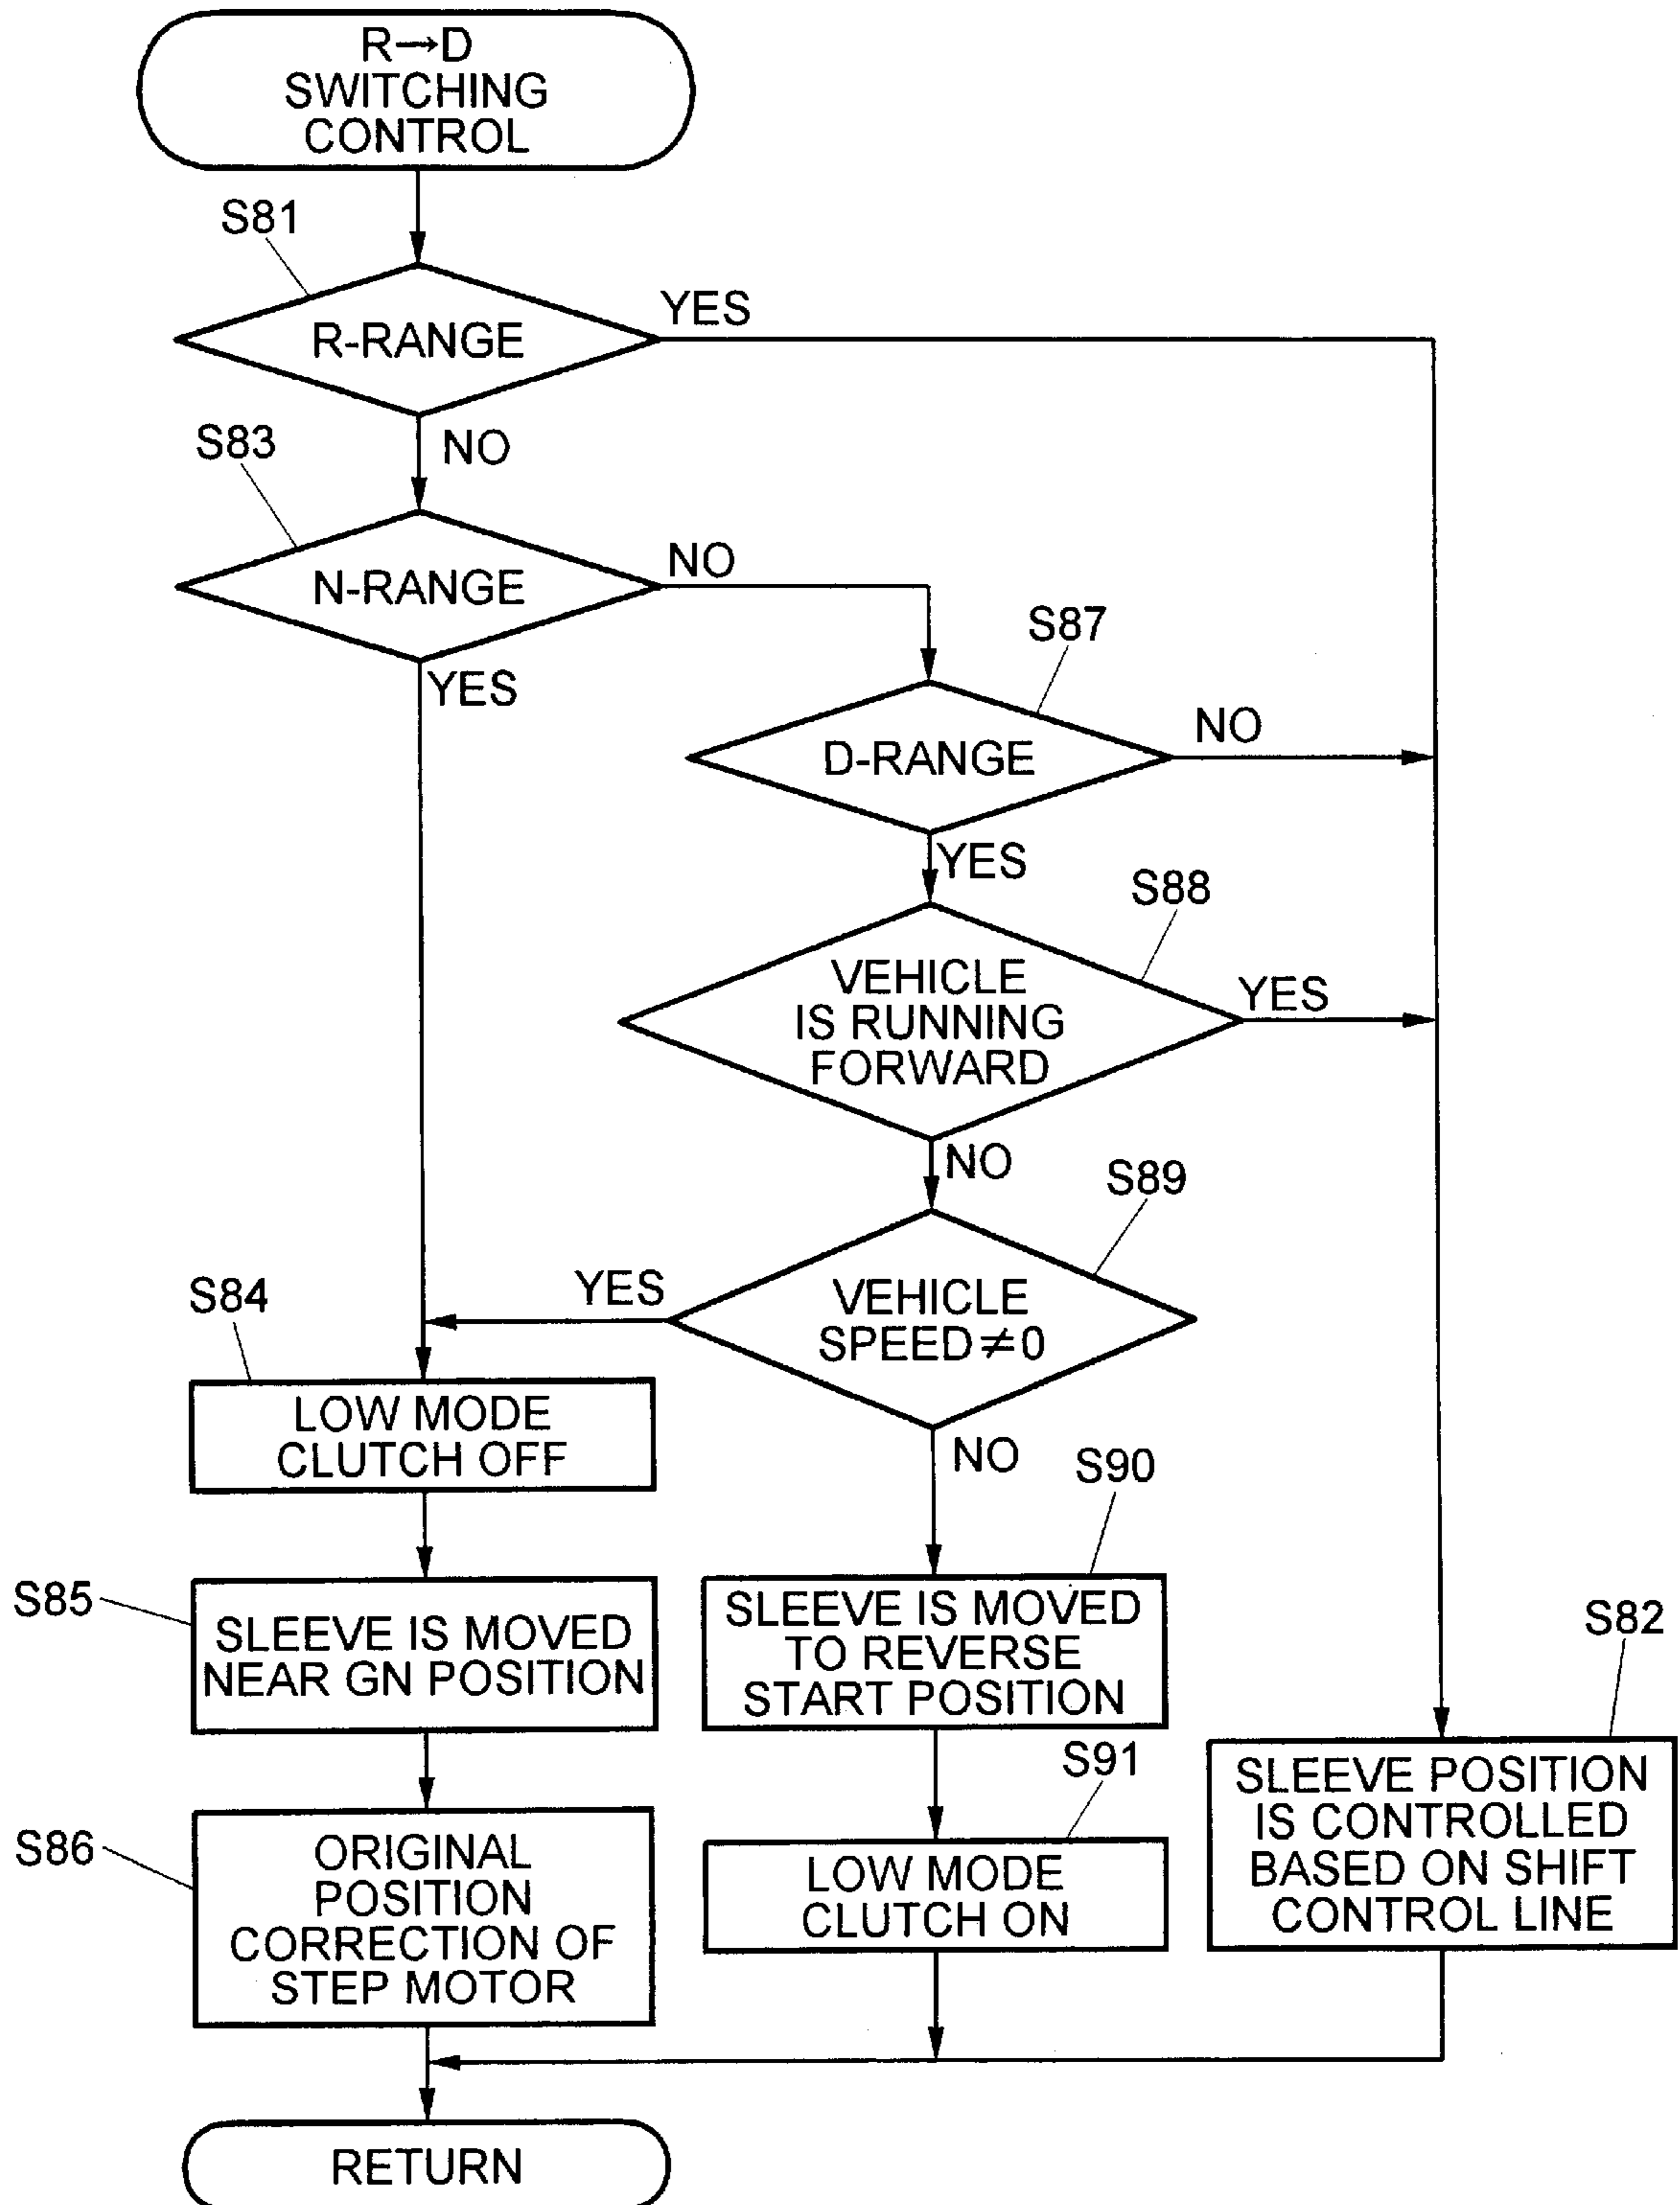 R→D
SWITCHING
CONTROL
S81
R-RANGE
YES
NO
S83
N-RANGE
NO
YES
S87
D-RANGE
NO
YES
S88
VEHICLE
IS RUNNING
FORWARD
YES
NO
S89
VEHICLE
SPEED≠0
YES
NO
S84
LOW MODE
CLUTCH OFF
S85
SLEEVE IS MOVED
NEAR GN POSITION
S86
ORIGINAL
POSITION
CORRECTION OF
STEP MOTOR
S90
SLEEVE IS MOVED
TO REVERSE
START POSITION
S91
LOW MODE
CLUTCH ON
S82
SLEEVE POSITION
IS CONTROLLED
BASED ON SHIFT
CONTROL LINE
RETURN